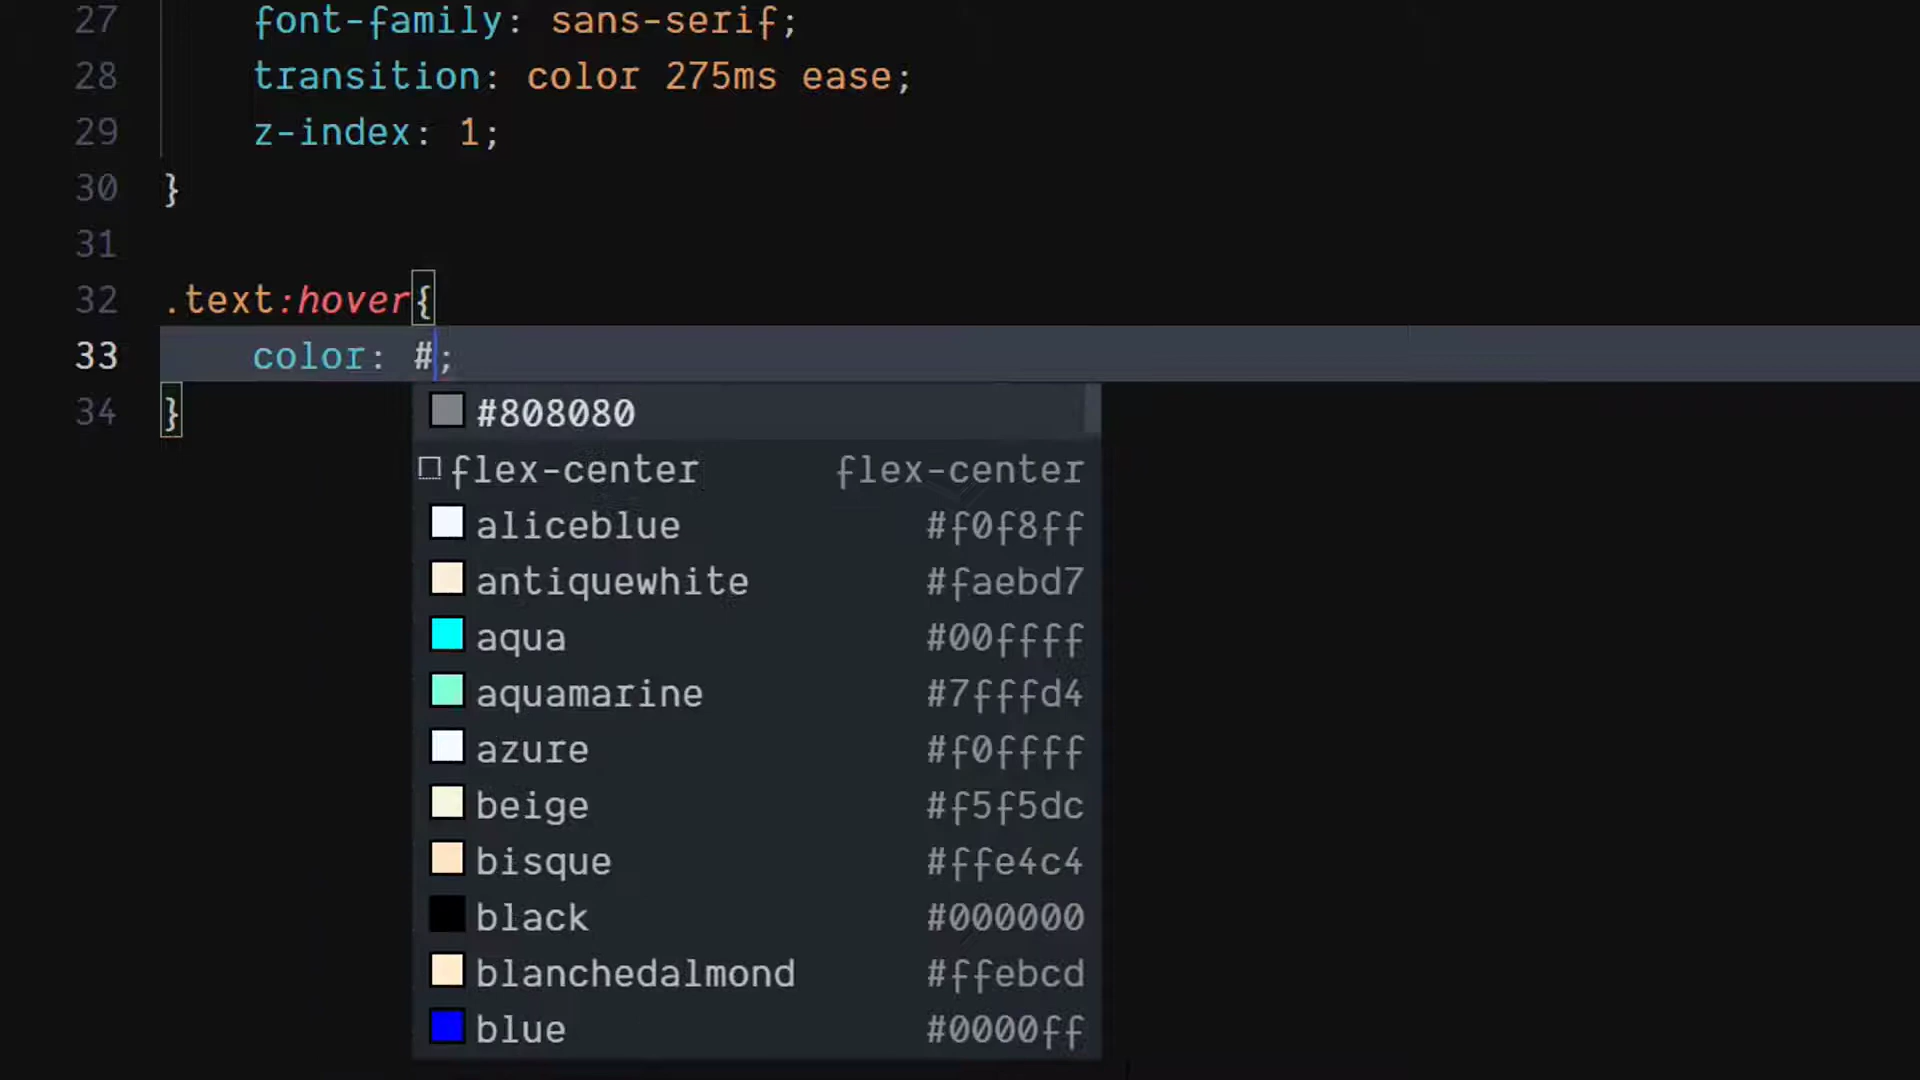 27 font-family: sans-serif;
28 transition: color 275ms ease;
29 z-index: 1;
30 }
31
32 .text:hover{
33 color: #;
34 }
#808080
flex-center flex-center
aliceblue #f0f8ff
antiquewhite #faebd7
aqua #00ffff
aquamarine #7fffd4
azure #f0ffff
beige #f5f5dc
bisque #ffe4c4
black #000000
blanchedalmond #ffebcd
blue #0000ff